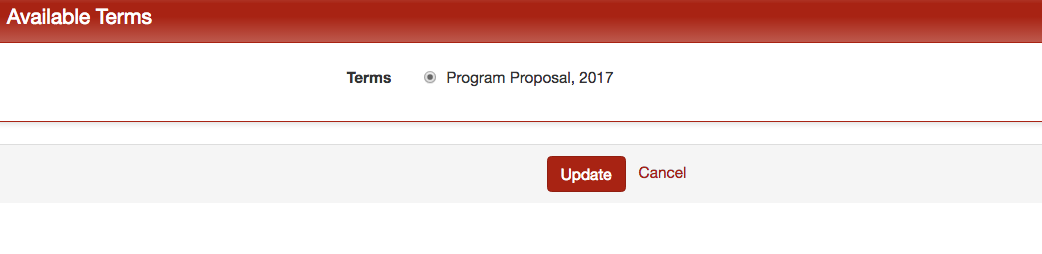 Available Terms
Terms Program Proposal, 2017
Update Cancel